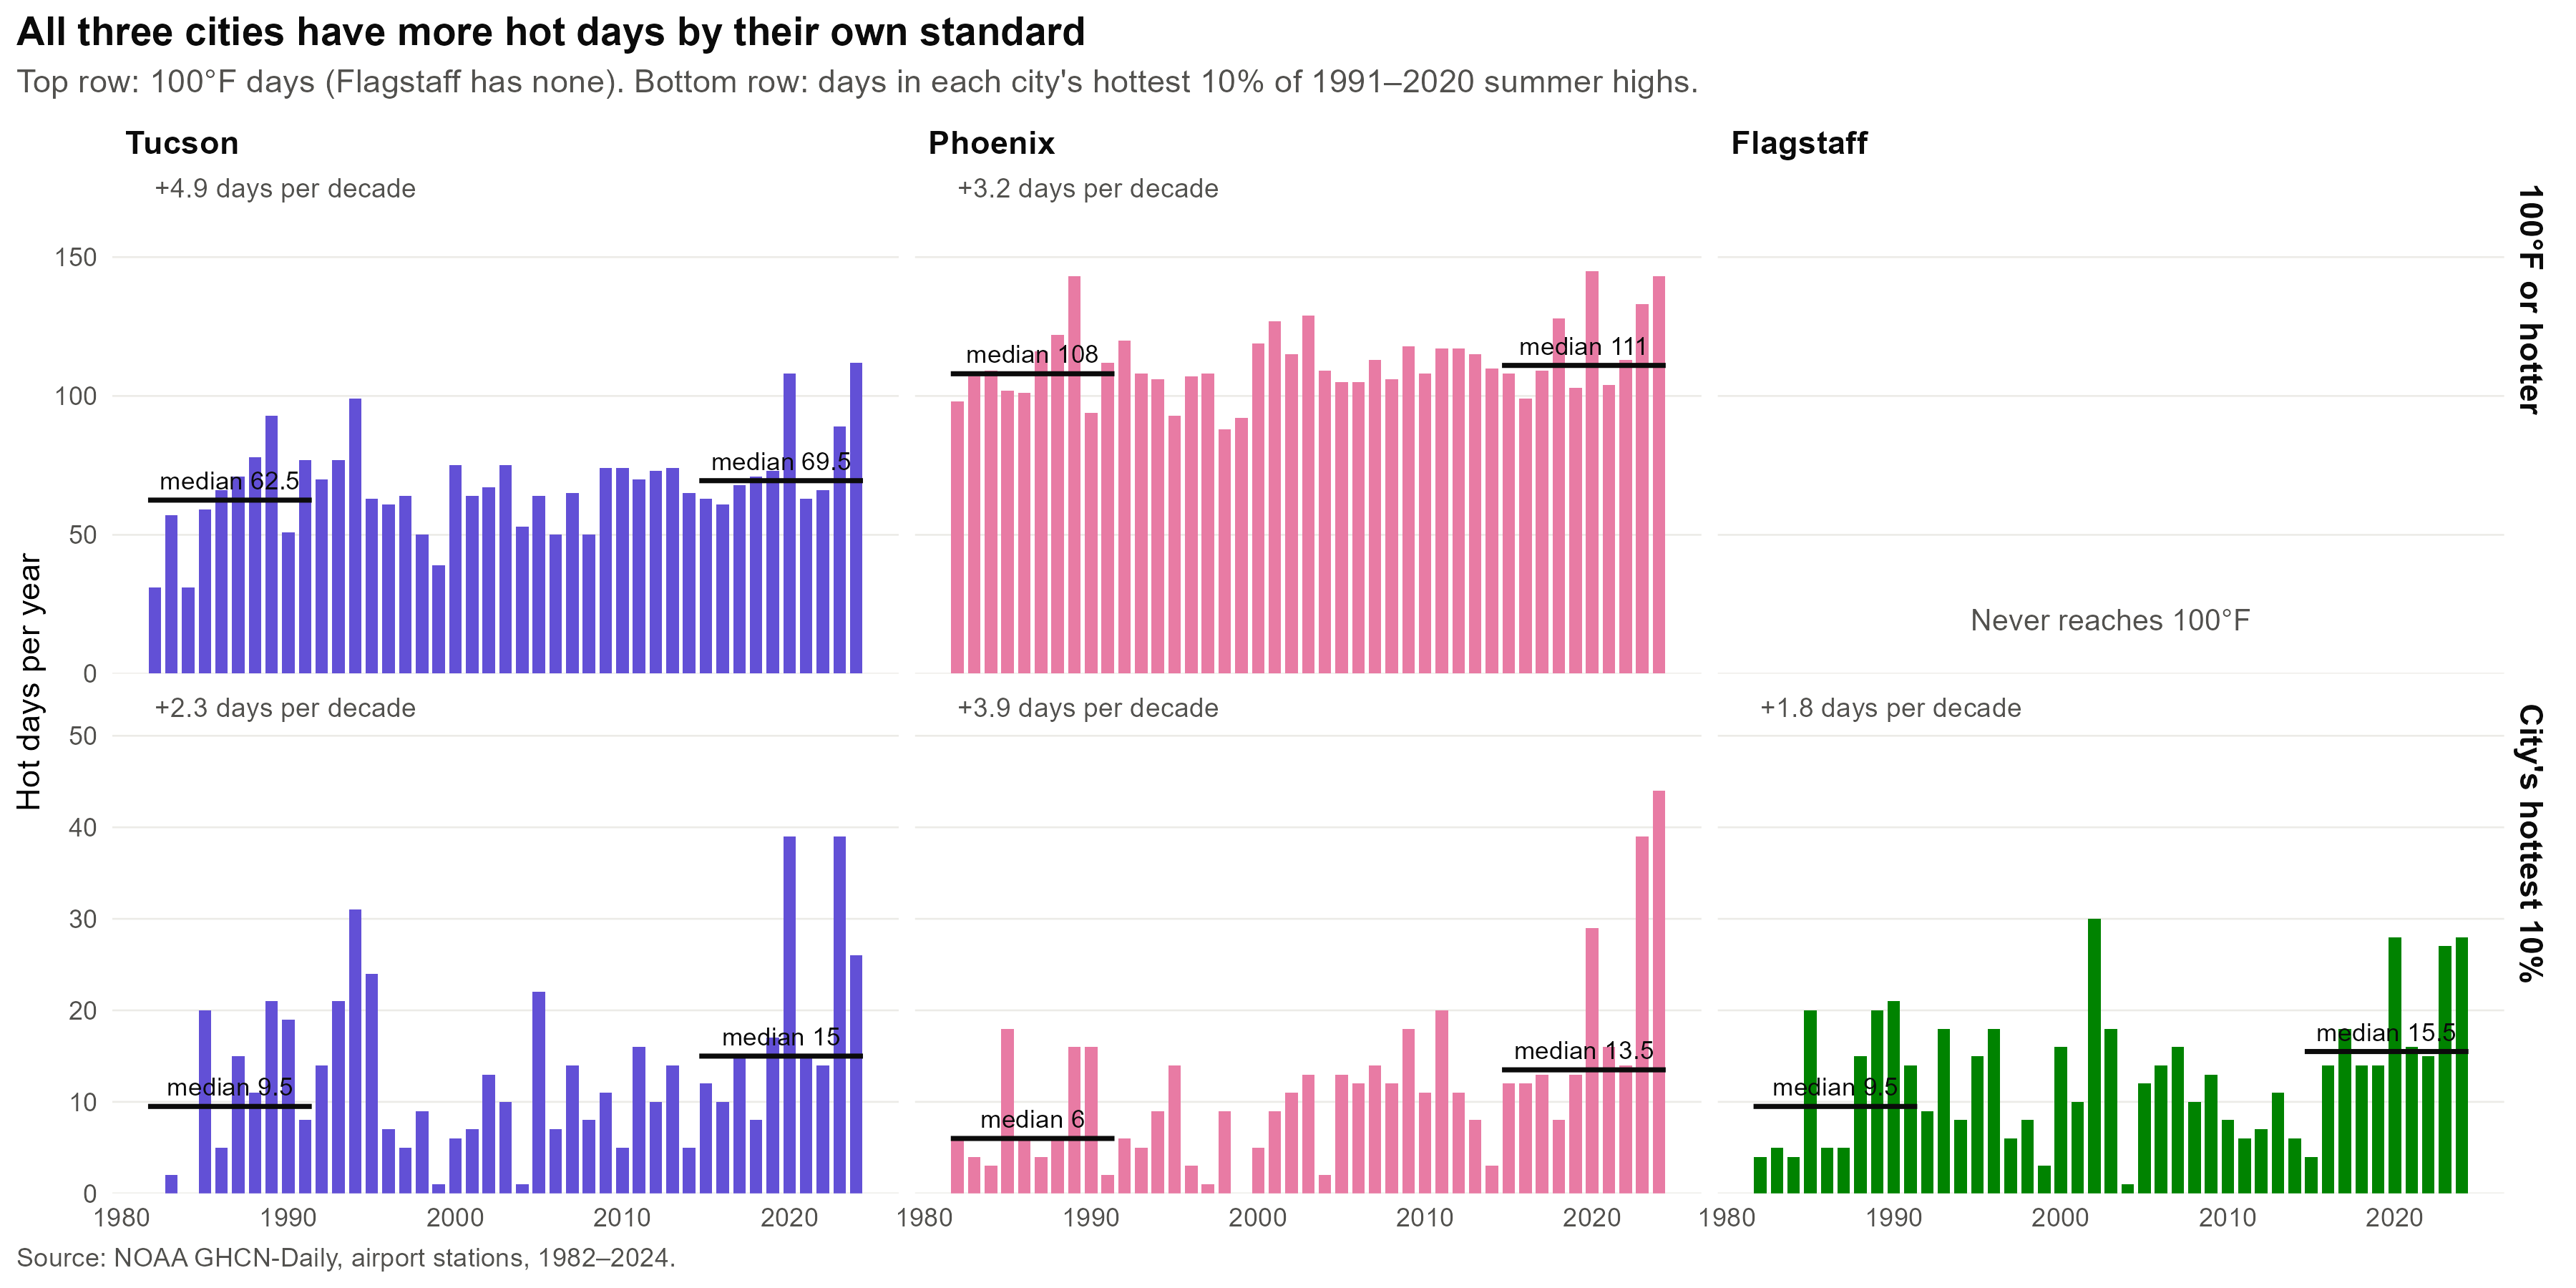 All three cities have more hot days by their own standard
Top row: 100°F days (Flagstaff has none). Bottom row: days in each city's hottest 10% of 1991–2020 summer highs.
Tucson
Phoenix
Flagstaff
+4.9 days per decade
+3.2 days per decade
100°F or hotter
150
100
50
0
median 62.5
median 69.5
median 108
median 111
Never reaches 100°F
Hot days per year
+2.3 days per decade
+3.9 days per decade
+1.8 days per decade
City's hottest 10%
50
40
30
20
10
0
median 9.5
median 15
median 6
median 13.5
median 9.5
median 15.5
1980 1990 2000 2010 2020
1980 1990 2000 2010 2020
1980 1990 2000 2010 2020
Source: NOAA GHCN-Daily, airport stations, 1982–2024.